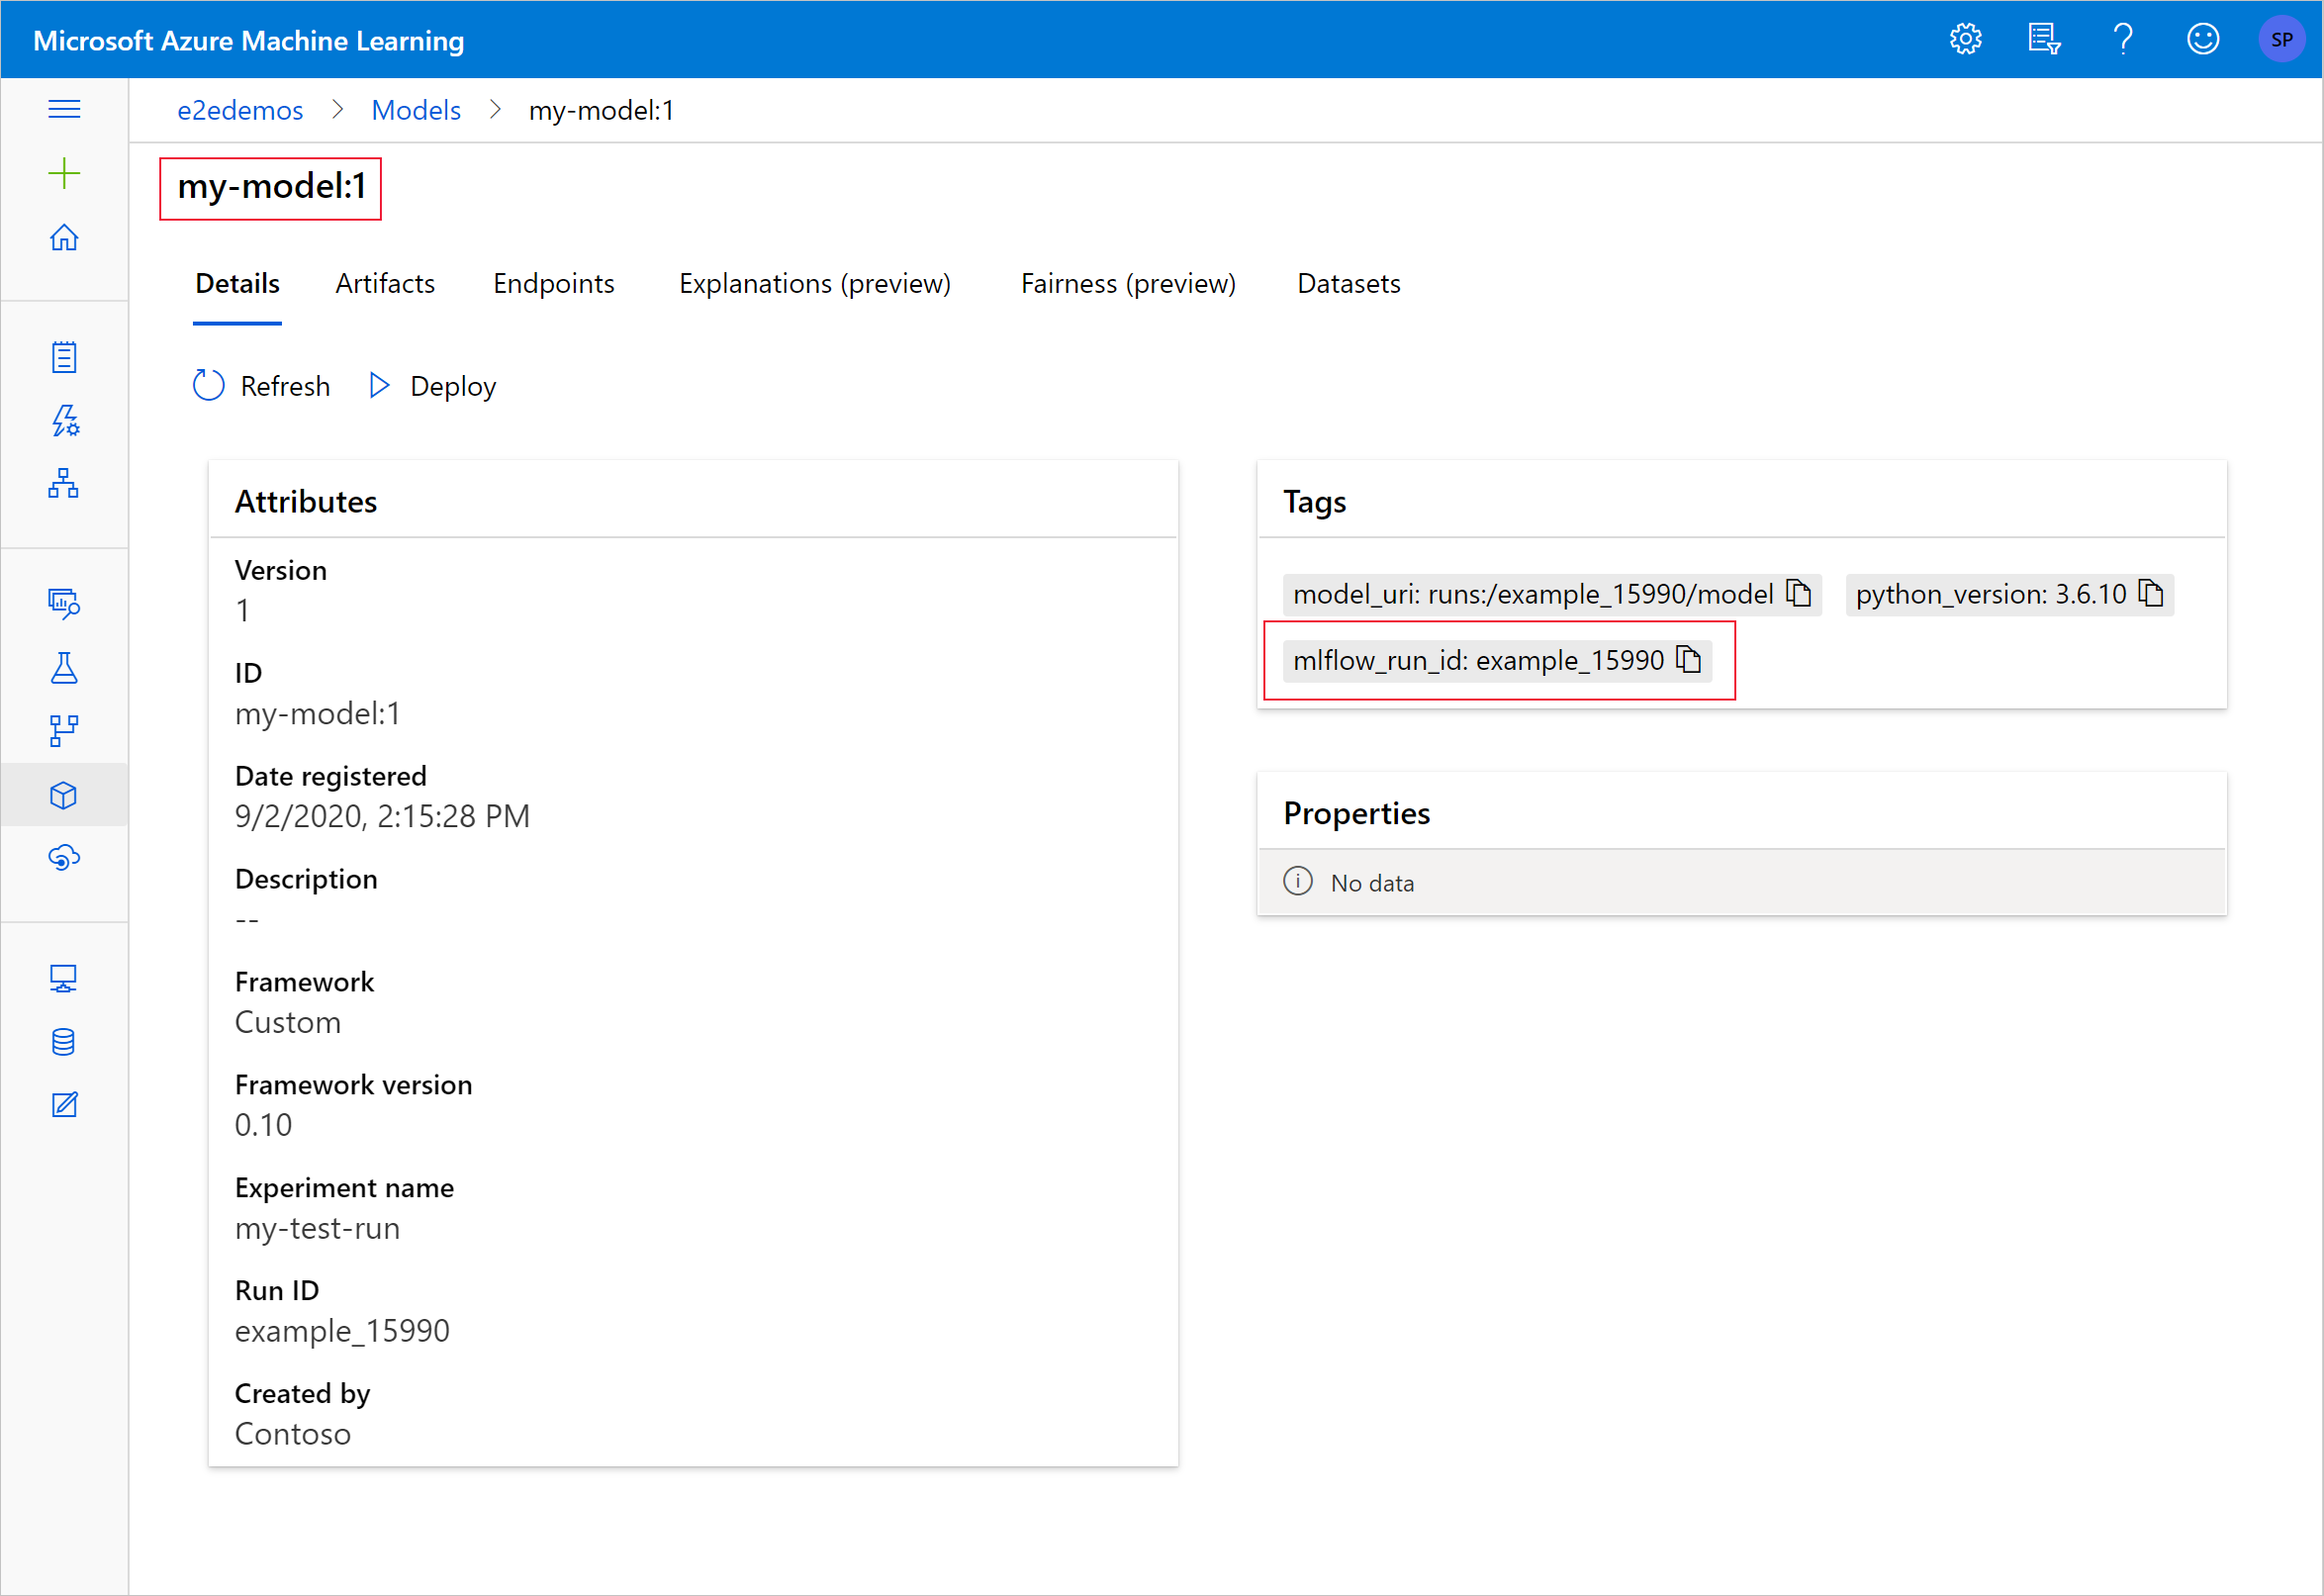 Microsoft Azure Machine Learning
SP
e2edemos > Models > my-model:1
my-model:1
Details Artifacts Endpoints Explanations (preview) Fairness (preview) Datasets
Refresh Deploy
Attributes
Version
1
ID
my-model:1
Date registered
9/2/2020, 2:15:28 PM
Description
--
Framework
Custom
Framework version
0.10
Experiment name
my-test-run
Run ID
example_15990
Created by
Contoso
Tags
model_uri: runs:/example_15990/model python_version: 3.6.10
mlflow_run_id: example_15990
Properties
No data